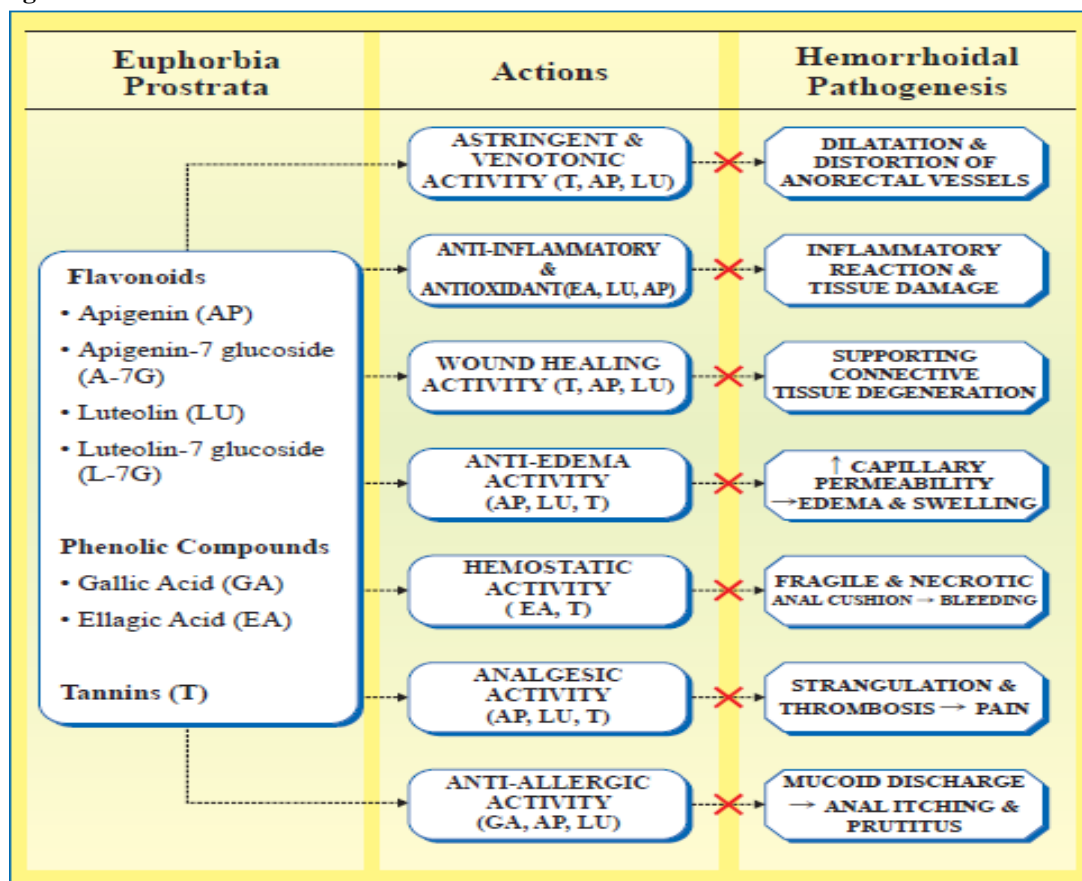 Euphorbia
Prostrata
Actions
Hemorrhoidal
Pathogenesis
Flavonoids
• Apigenin (AP)
• Apigenin-7 glucoside
(A-7G)
• Luteolin (LU)
• Luteolin-7 glucoside
(L-7G)
Phenolic Compounds
• Gallic Acid (GA)
• Ellagic Acid (EA)
Tannins (T)
ASTRINGENT &
VENOTONIC
ACTIVITY (T, AP, LU)
DILATATION &
DISTORTION OF
ANORECTAL VESSELS
ANTI-INFLAMMATORY
&
ANTIOXIDANT(EA, LU, AP)
INFLAMMATORY
REACTION &
TISSUE DAMAGE
WOUND HEALING
ACTIVITY (T, AP, LU)
SUPPORTING
CONNECTIVE
TISSUE DEGENERATION
ANTI-EDEMA
ACTIVITY
(AP, LU, T)
↑ CAPILLARY
PERMEABILITY
→EDEMA & SWELLING
HEMOSTATIC
ACTIVITY
( EA, T)
FRAGILE & NECROTIC
ANAL CUSHION → BLEEDING
ANALGESIC
ACTIVITY
(AP, LU, T)
STRANGULATION &
THROMBOSIS → PAIN
ANTI-ALLERGIC
ACTIVITY
(GA, AP, LU)
MUCOID DISCHARGE
→ ANAL ITCHING &
PRUTITUS